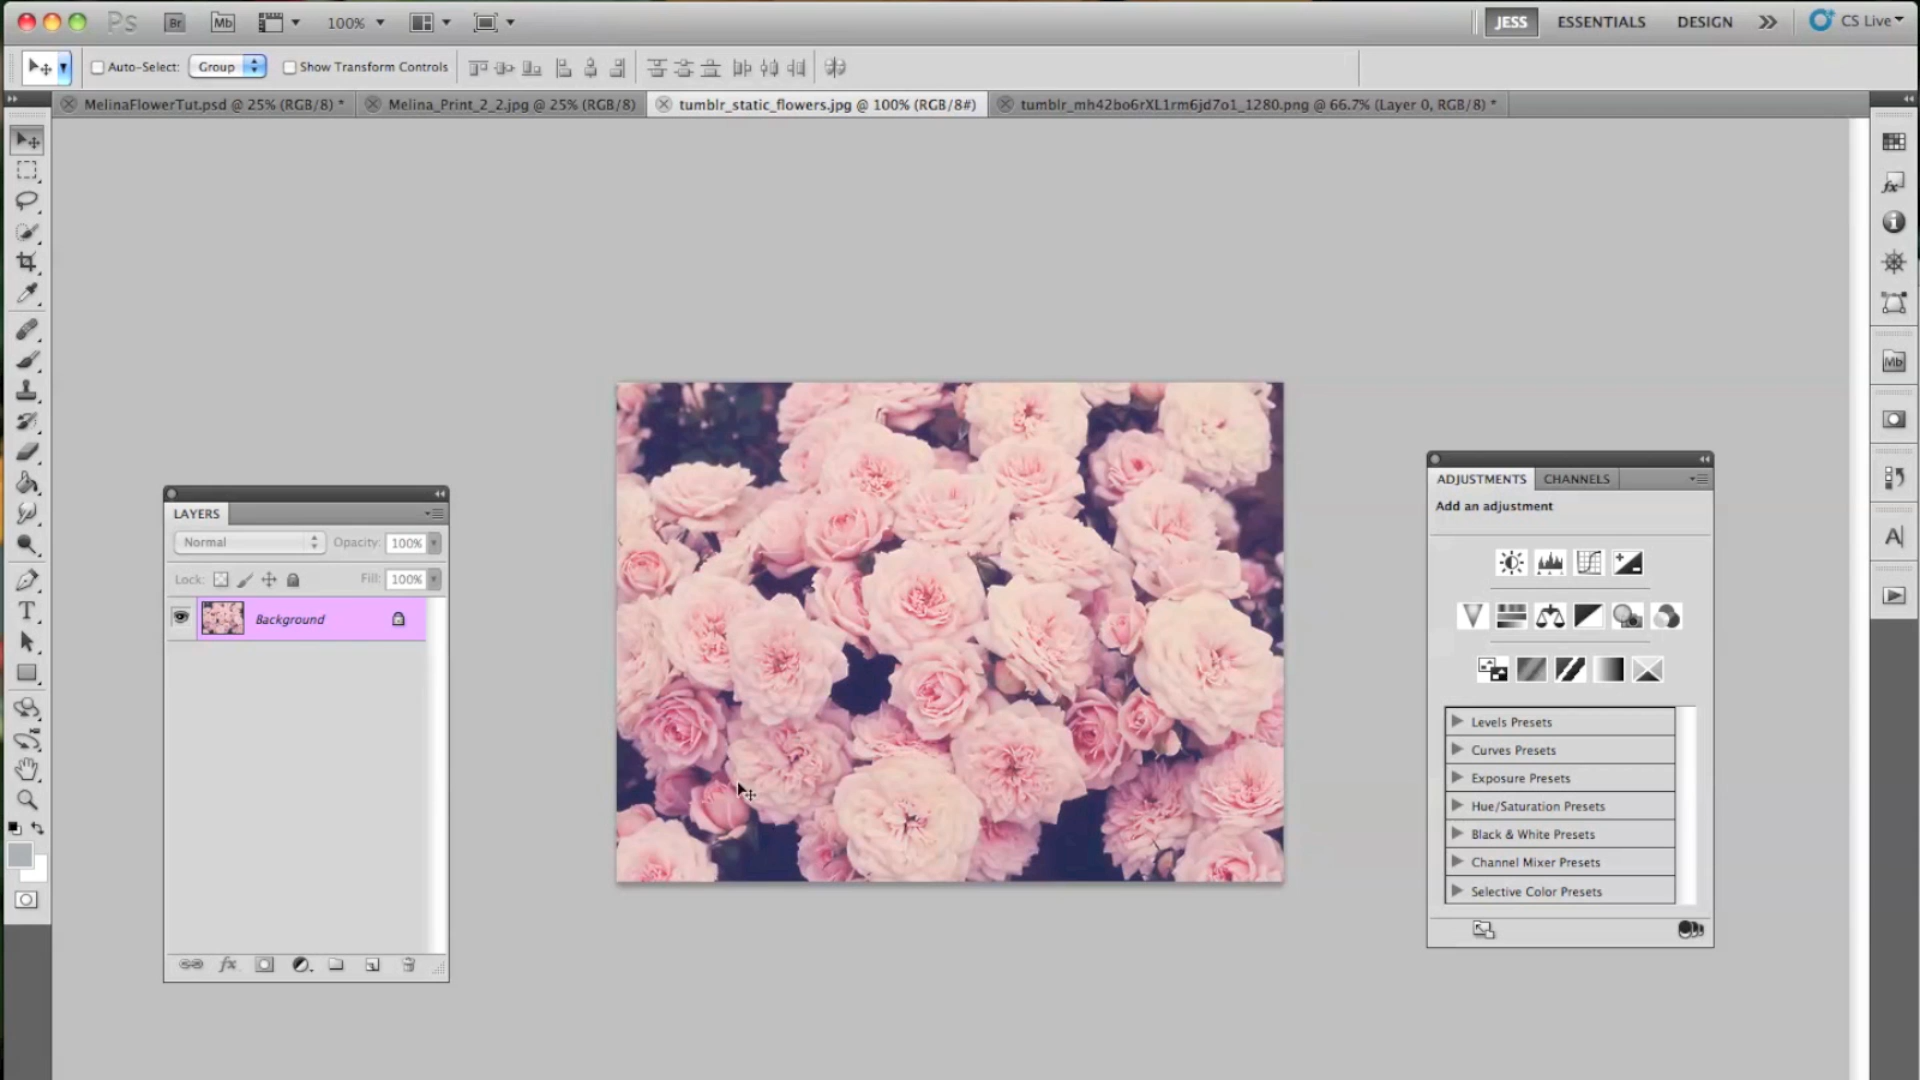 Ps Br Mb 100% JESS ESSENTIALS DESIGN CS Live
Auto-Select: Group Show Transform Controls
MelinaFlowerTut.psd @ 25% (RGB/8) * Melina_Print_2_2.jpg @ 25% (RGB/8) tumblr_static_flowers.jpg @ 100% (RGB/8#) tumblr_mh42bo6rXL1rm6jd7o1_1280.png @ 66.7% (Layer 0, RGB/8) *
Mb
LAYERS
Normal Opacity: 100%
Lock: Fill: 100%
Background
fx
ADJUSTMENTS CHANNELS
Add an adjustment
Levels Presets
Curves Presets
Exposure Presets
Hue/Saturation Presets
Black & White Presets
Channel Mixer Presets
Selective Color Presets